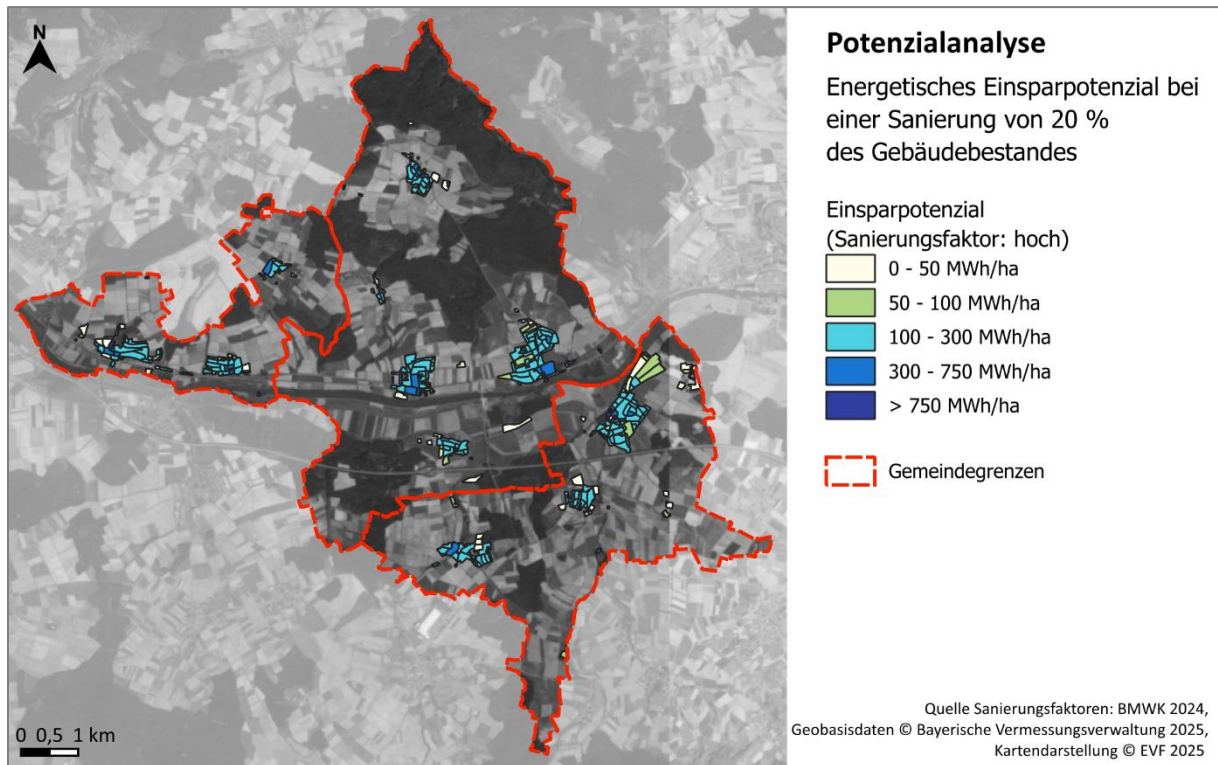 N
0 0,5 1 km
Potenzialanalyse
Energetisches Einsparpotenzial bei
einer Sanierung von 20 %
des Gebäudebestandes
Einsparpotenzial
(Sanierungsfaktor: hoch)
0 - 50 MWh/ha
50 - 100 MWh/ha
100 - 300 MWh/ha
300 - 750 MWh/ha
> 750 MWh/ha
Gemeindegrenzen
Quelle Sanierungsfaktoren: BMWK 2024,
Geobasisdaten © Bayerische Vermessungsverwaltung 2025,
Kartendarstellung © EVF 2025